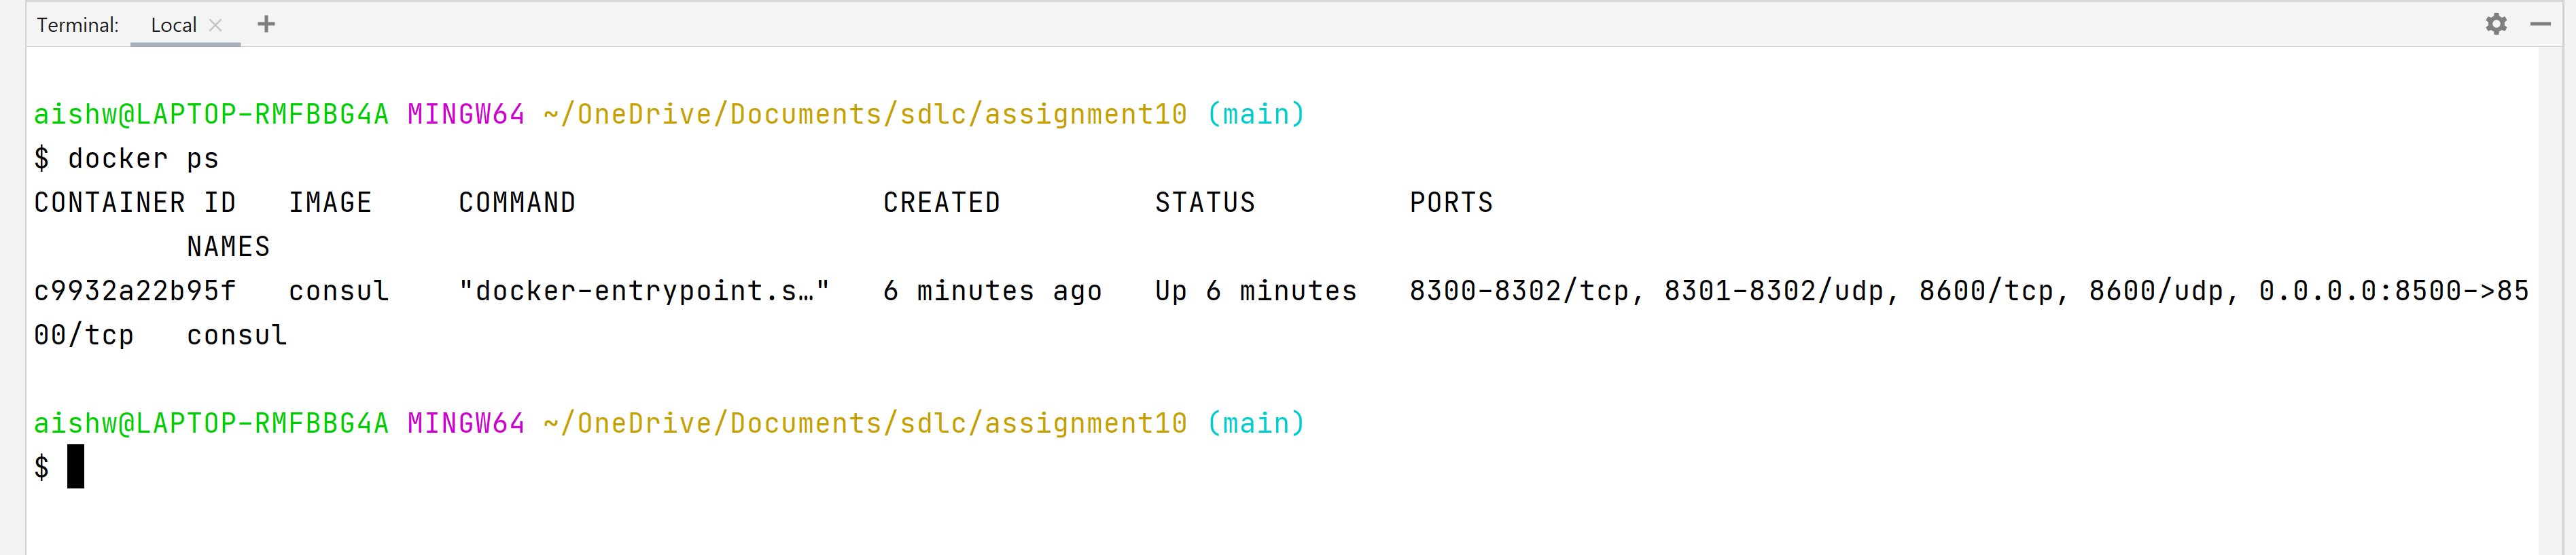 Terminal: Local × +
aishw@LAPTOP-RMFBBG4A MINGW64 ~/OneDrive/Documents/sdlc/assignment10 (main)
$ docker ps
CONTAINER ID   IMAGE     COMMAND                  CREATED         STATUS         PORTS
         NAMES
c9932a22b95f   consul    "docker-entrypoint.s…"   6 minutes ago   Up 6 minutes   8300-8302/tcp, 8301-8302/udp, 8600/tcp, 8600/udp, 0.0.0.0:8500->85
00/tcp   consul
aishw@LAPTOP-RMFBBG4A MINGW64 ~/OneDrive/Documents/sdlc/assignment10 (main)
$